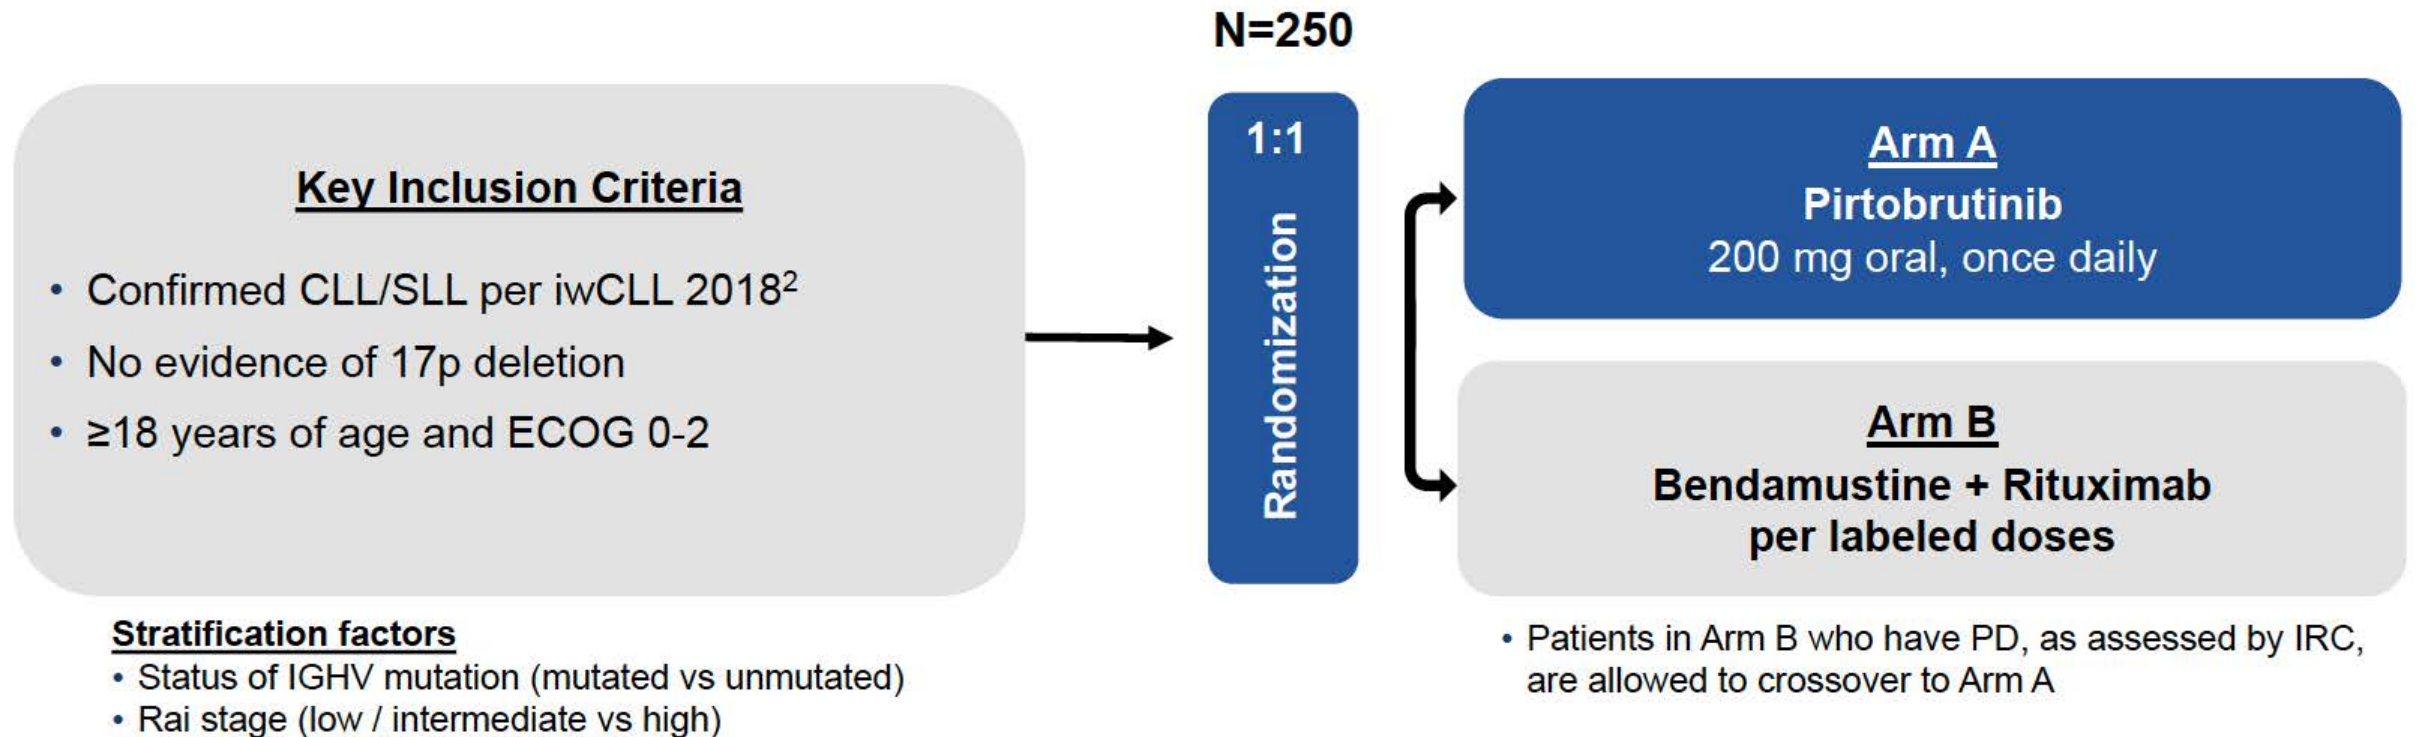 N=250
Key Inclusion Criteria
• Confirmed CLL/SLL per iwCLL 2018²
• No evidence of 17p deletion
• ≥18 years of age and ECOG 0-2
Stratification factors
• Status of IGHV mutation (mutated vs unmutated)
• Rai stage (low / intermediate vs high)
1:1
Randomization
Arm A
Pirtobrutinib
200 mg oral, once daily
Arm B
Bendamustine + Rituximab
per labeled doses
• Patients in Arm B who have PD, as assessed by IRC,
are allowed to crossover to Arm A